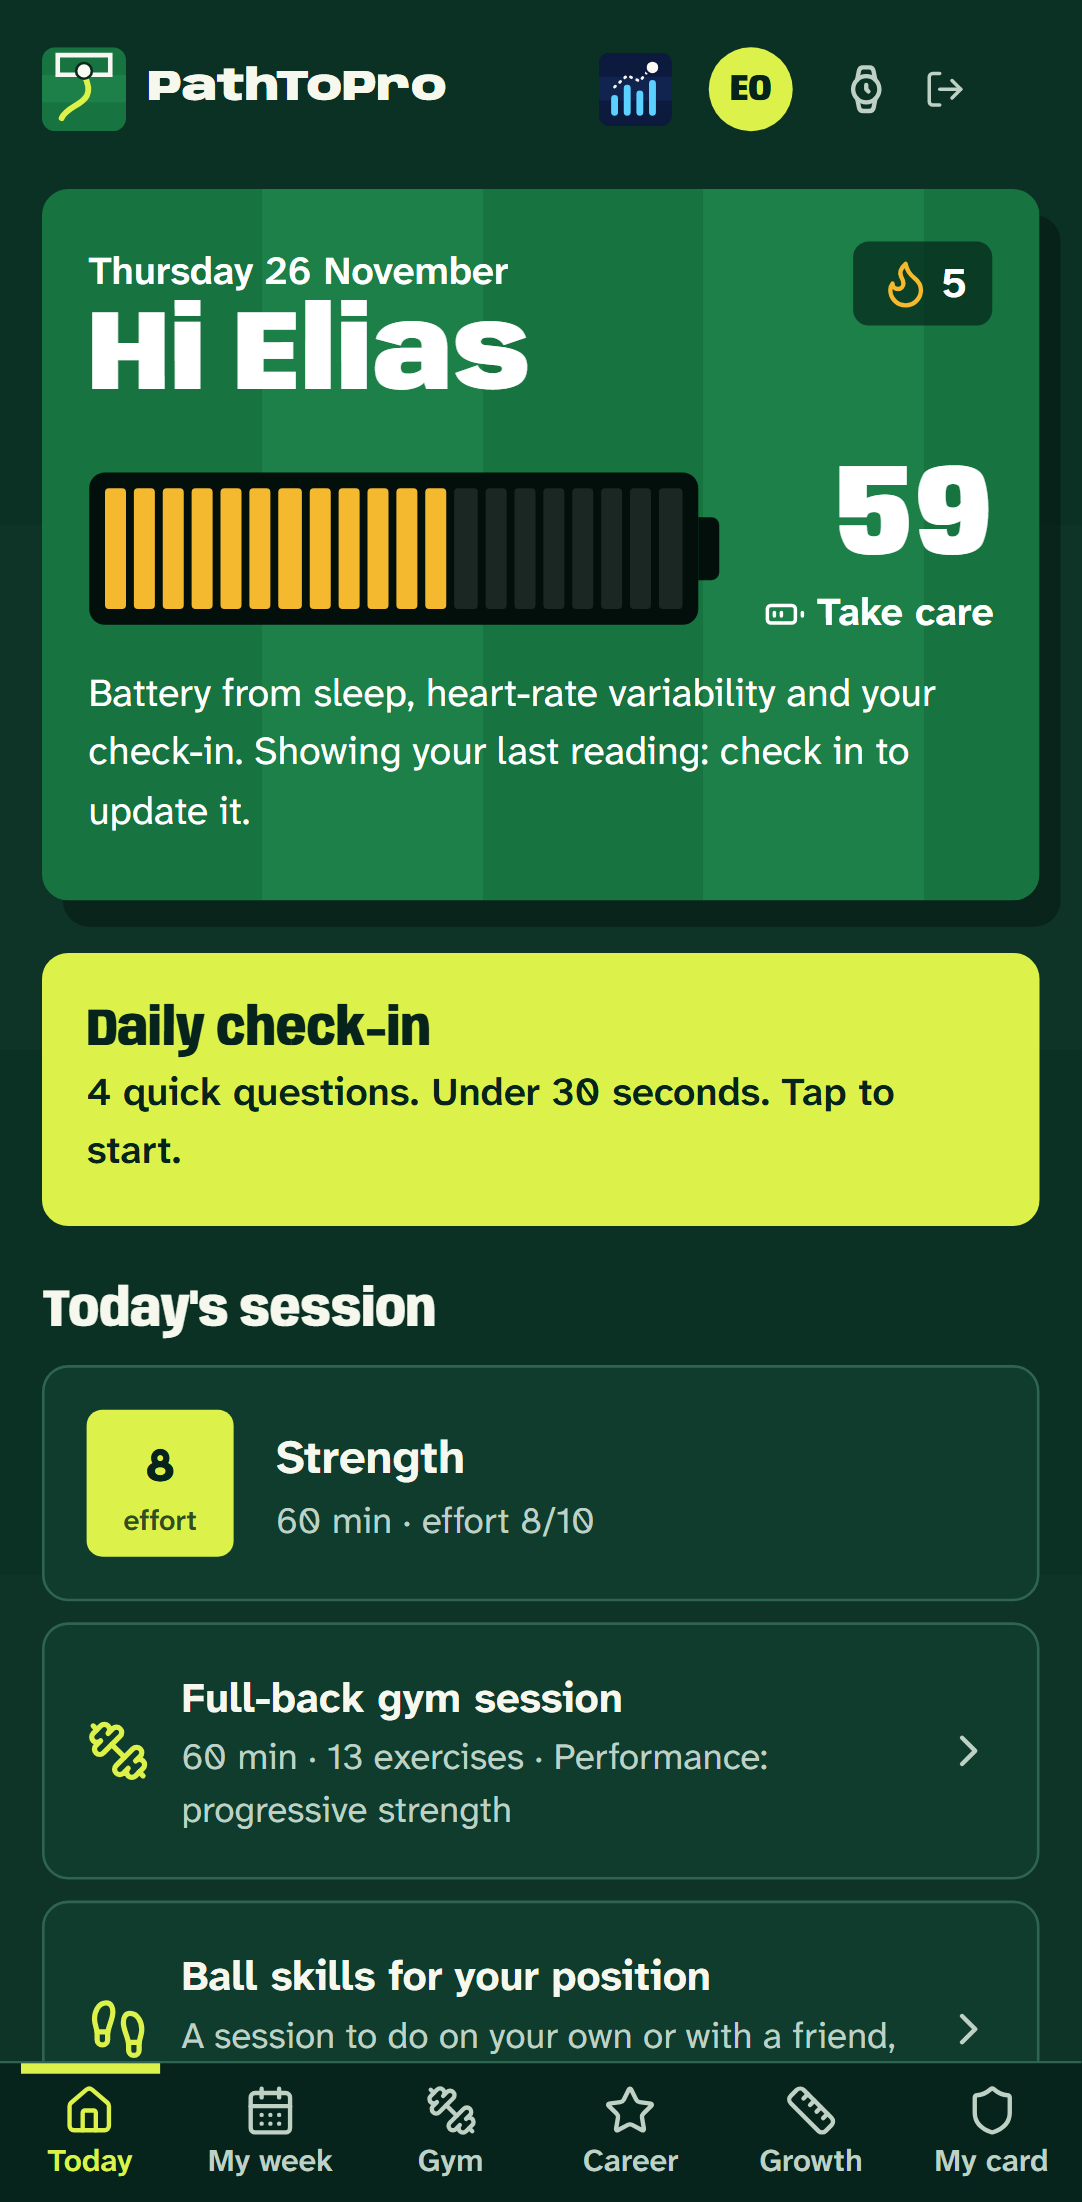 PathToPro
EO
Thursday 26 November
5
Hi Elias
59
Take care
Battery from sleep, heart-rate variability and your
check-in. Showing your last reading: check in to
update it.
Daily check-in
4 quick questions. Under 30 seconds. Tap to
start.
Today's session
8
effort
Strength
60 min · effort 8/10
Full-back gym session
60 min · 13 exercises · Performance:
progressive strength
Ball skills for your position
A session to do on your own or with a friend,
Today
My week
Gym
Career
Growth
My card